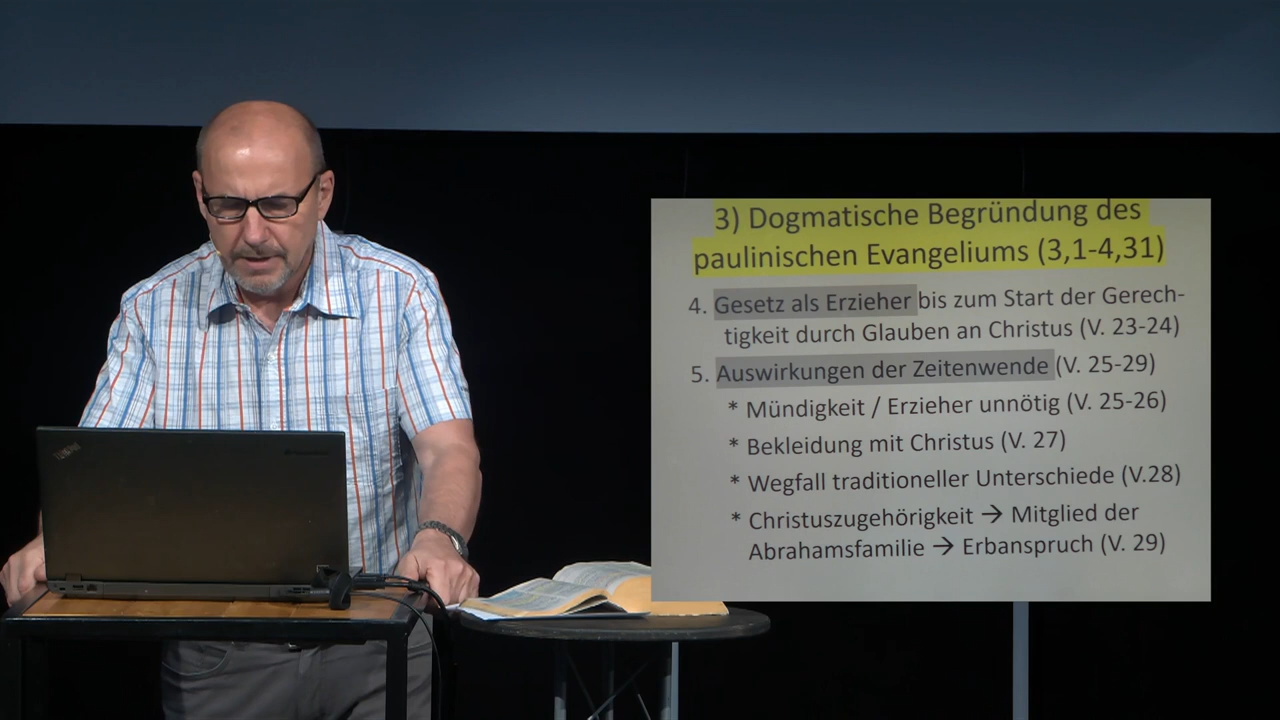 3) Dogmatische Begründung des
paulinischen Evangeliums (3,1-4,31)
4. Gesetz als Erzieher bis zum Start der Gerech-
tigkeit durch Glauben an Christus (V. 23-24)
5. Auswirkungen der Zeitenwende (V. 25-29)
* Mündigkeit / Erzieher unnötig (V. 25-26)
* Bekleidung mit Christus (V. 27)
* Wegfall traditioneller Unterschiede (V.28)
* Christuszugehörigkeit → Mitglied der
Abrahamsfamilie → Erbanspruch (V. 29)
ThinkPad